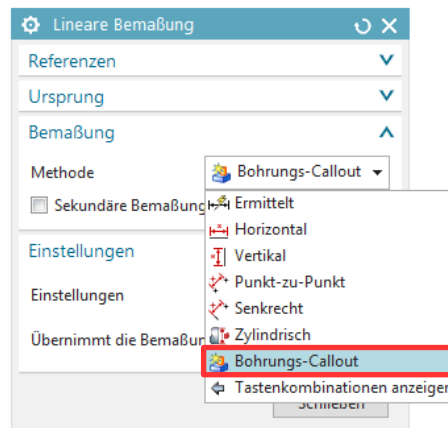 Lineare Bemaßung
Referenzen
Ursprung
Bemaßung
Methode
Bohrungs-Callout
Sekundäre Bemaßung
Ermittelt
Horizontal
Vertikal
Punkt-zu-Punkt
Senkrecht
Zylindrisch
Bohrungs-Callout
Tastenkombinationen anzeigen
Einstellungen
Einstellungen
Übernimmt die Bemaßun
Schließen